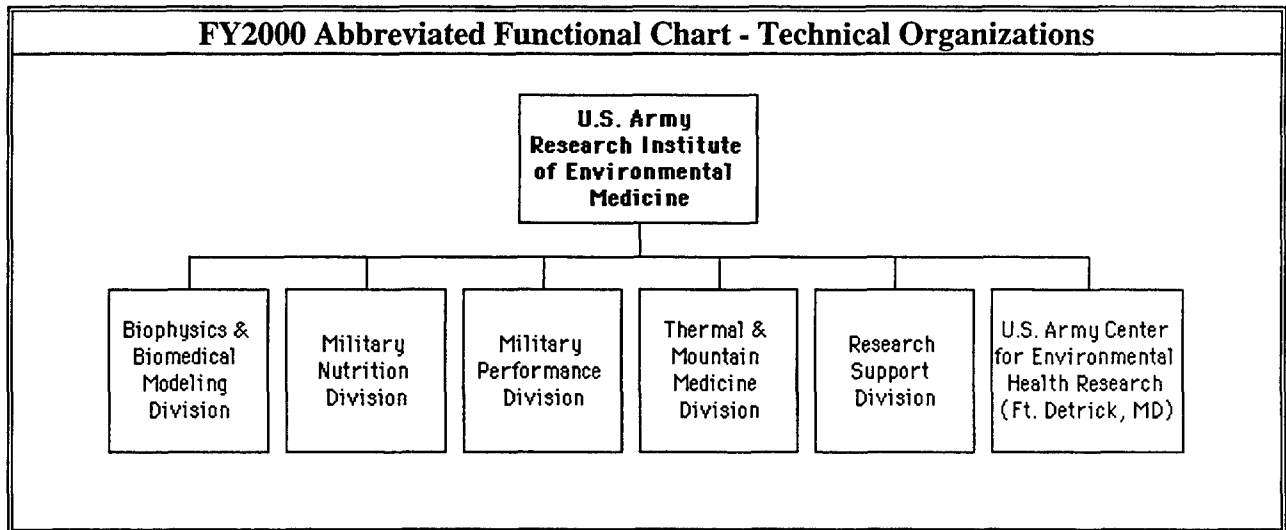 FY2000 Abbreviated Functional Chart - Technical Organizations
U.S. Army
Research Institute
of Environmental
Medicine
Biophysics &
Biomedical
Modeling
Division
Military
Nutrition
Division
Military
Performance
Division
Thermal &
Mountain
Medicine
Division
Research
Support
Division
U.S. Army Center
for Environmental
Health Research
(Ft. Detrick, MD)